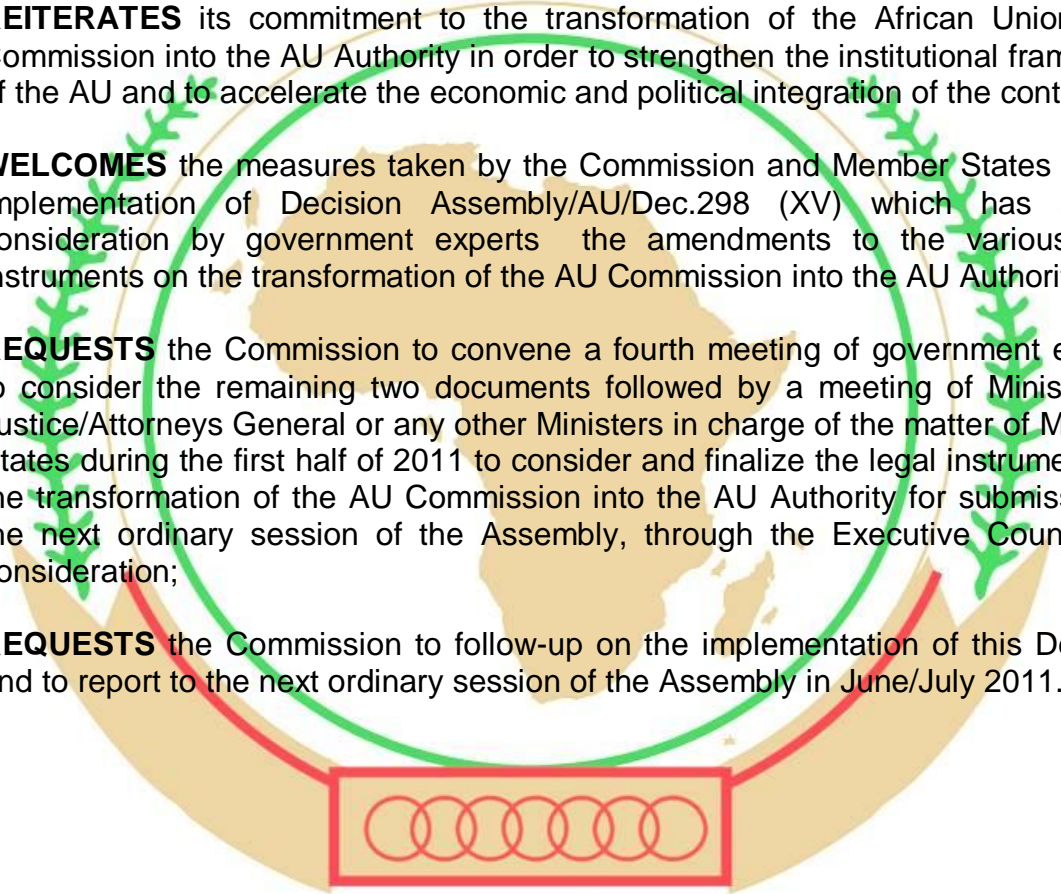 EITERATES its commitment to the transformation of the African Union
ommission into the AU Authority in order to strengthen the institutional fram
f the AU and to accelerate the economic and political integration of the cont
WELCOMES the measures taken by the Commission and Member States
mplementation of Decision Assembly/AU/Dec.298 (XV) which has
onsideration by government experts the amendments to the various
nstruments on the transformation of the AU Commission into the AU Authori
EQUESTS the Commission to convene a fourth meeting of government e
o consider the remaining two documents followed by a meeting of Minis
ustice/Attorneys General or any other Ministers in charge of the matter of M
tates during the first half of 2011 to consider and finalize the legal instrume
he transformation of the AU Commission into the AU Authority for submiss
he next ordinary session of the Assembly, through the Executive Coun
onsideration;
EQUESTS the Commission to follow-up on the implementation of this De
nd to report to the next ordinary session of the Assembly in June/July 2011.